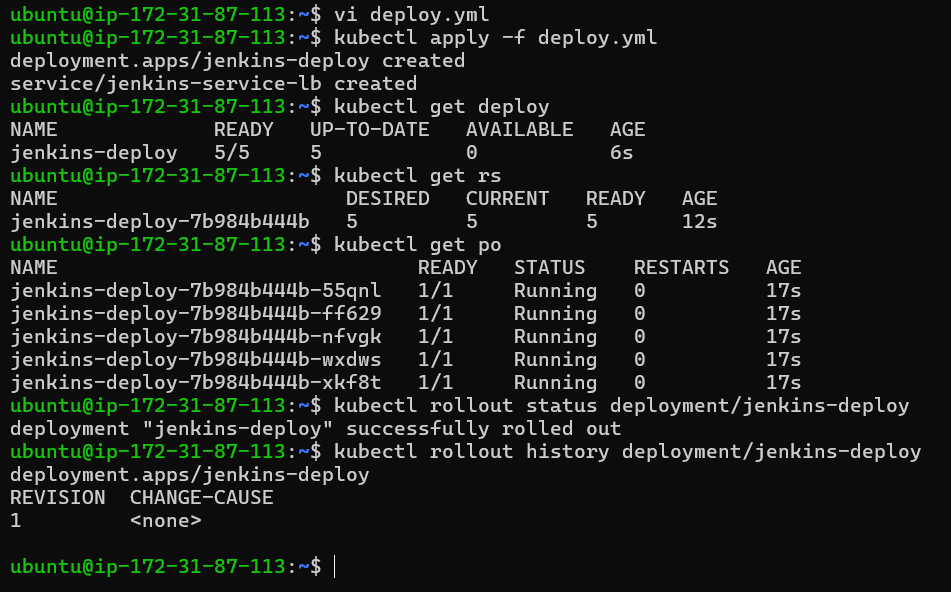 ubuntu@ip-172-31-87-113:~$ vi deploy.yml
ubuntu@ip-172-31-87-113:~$ kubectl apply -f deploy.yml
deployment.apps/jenkins-deploy created
service/jenkins-service-lb created
ubuntu@ip-172-31-87-113:~$ kubectl get deploy
NAME             READY   UP-TO-DATE   AVAILABLE   AGE
jenkins-deploy   5/5     5            0           6s
ubuntu@ip-172-31-87-113:~$ kubectl get rs
NAME                        DESIRED   CURRENT   READY   AGE
jenkins-deploy-7b984b444b   5         5         5       12s
ubuntu@ip-172-31-87-113:~$ kubectl get po
NAME                              READY   STATUS    RESTARTS   AGE
jenkins-deploy-7b984b444b-55qnl   1/1     Running   0          17s
jenkins-deploy-7b984b444b-ff629   1/1     Running   0          17s
jenkins-deploy-7b984b444b-nfvgk   1/1     Running   0          17s
jenkins-deploy-7b984b444b-wxdws   1/1     Running   0          17s
jenkins-deploy-7b984b444b-xkf8t   1/1     Running   0          17s
ubuntu@ip-172-31-87-113:~$ kubectl rollout status deployment/jenkins-deploy
deployment "jenkins-deploy" successfully rolled out
ubuntu@ip-172-31-87-113:~$ kubectl rollout history deployment/jenkins-deploy
deployment.apps/jenkins-deploy
REVISION  CHANGE-CAUSE
1         <none>
ubuntu@ip-172-31-87-113:~$